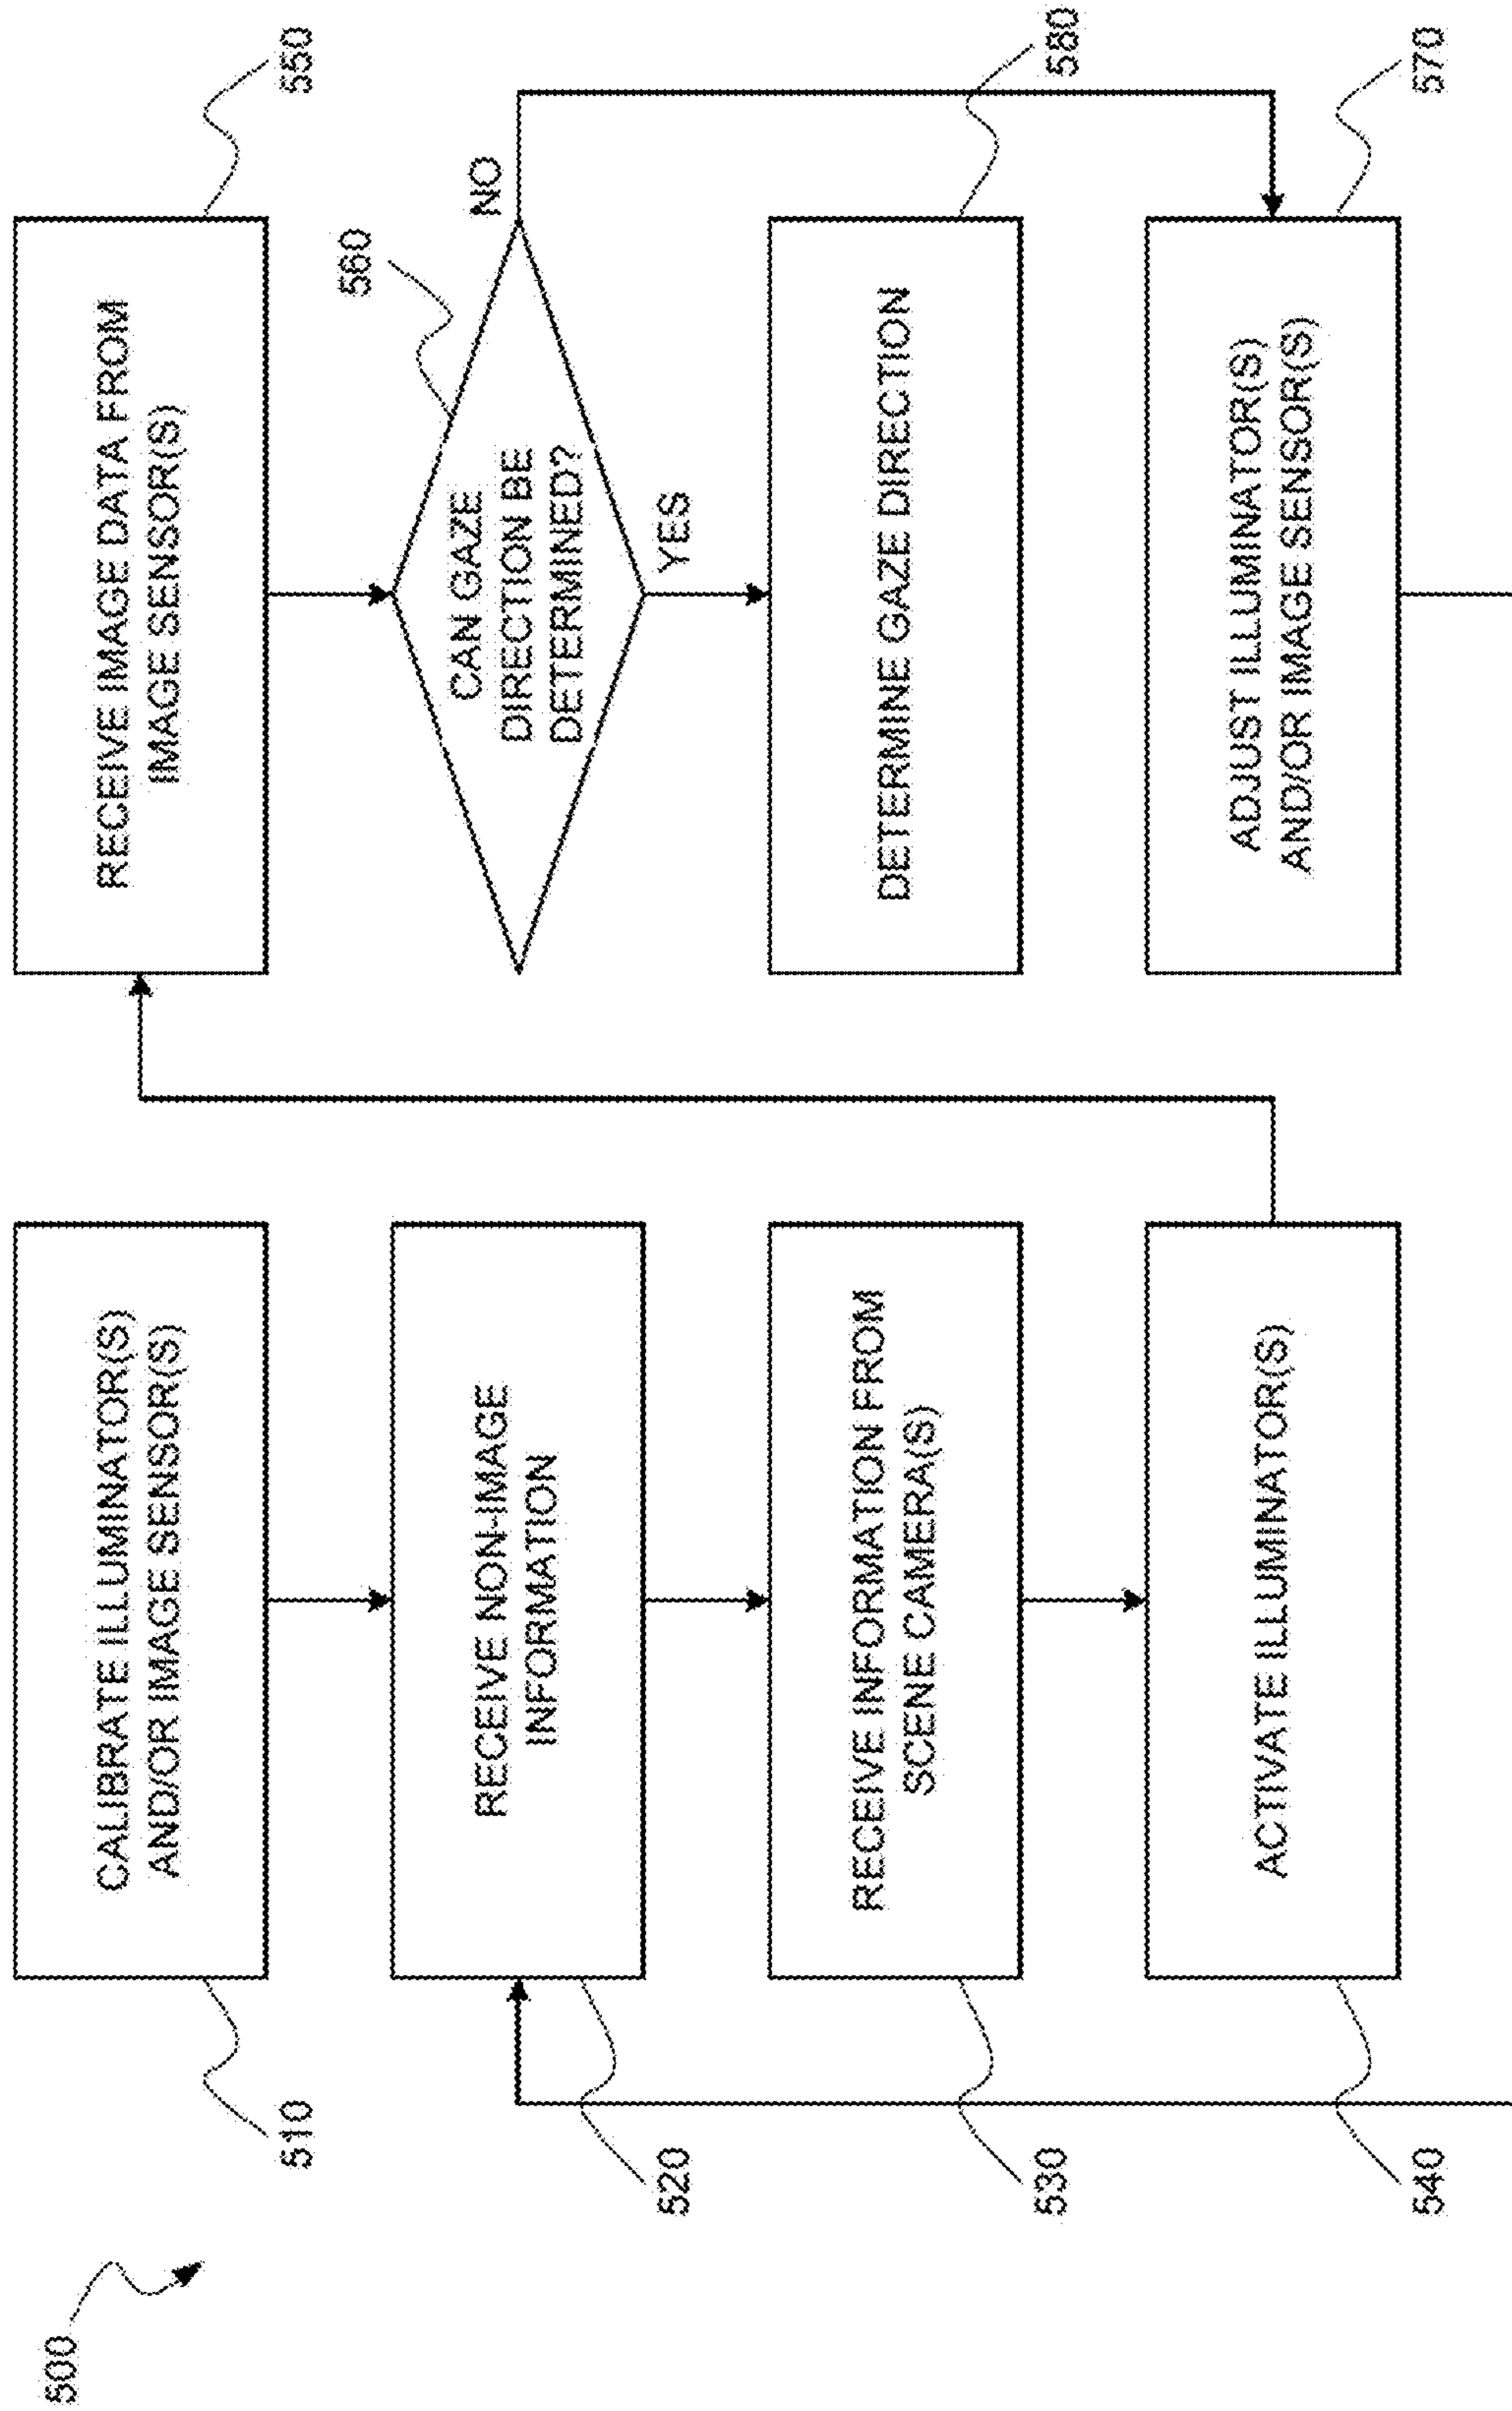 500
CALIBRATE ILLUMINATOR(S)
AND/OR IMAGE SENSOR(S)
510
RECEIVE NON-IMAGE
INFORMATION
520
RECEIVE INFORMATION FROM
SCENE CAMERA(S)
530
ACTIVATE ILLUMINATOR(S)
540
RECEIVE IMAGE DATA FROM
IMAGE SENSOR(S)
550
560
CAN GAZE
DIRECTION BE
DETERMINED?
NO
YES
DETERMINE GAZE DIRECTION
580
ADJUST ILLUMINATOR(S)
AND/OR IMAGE SENSOR(S)
570